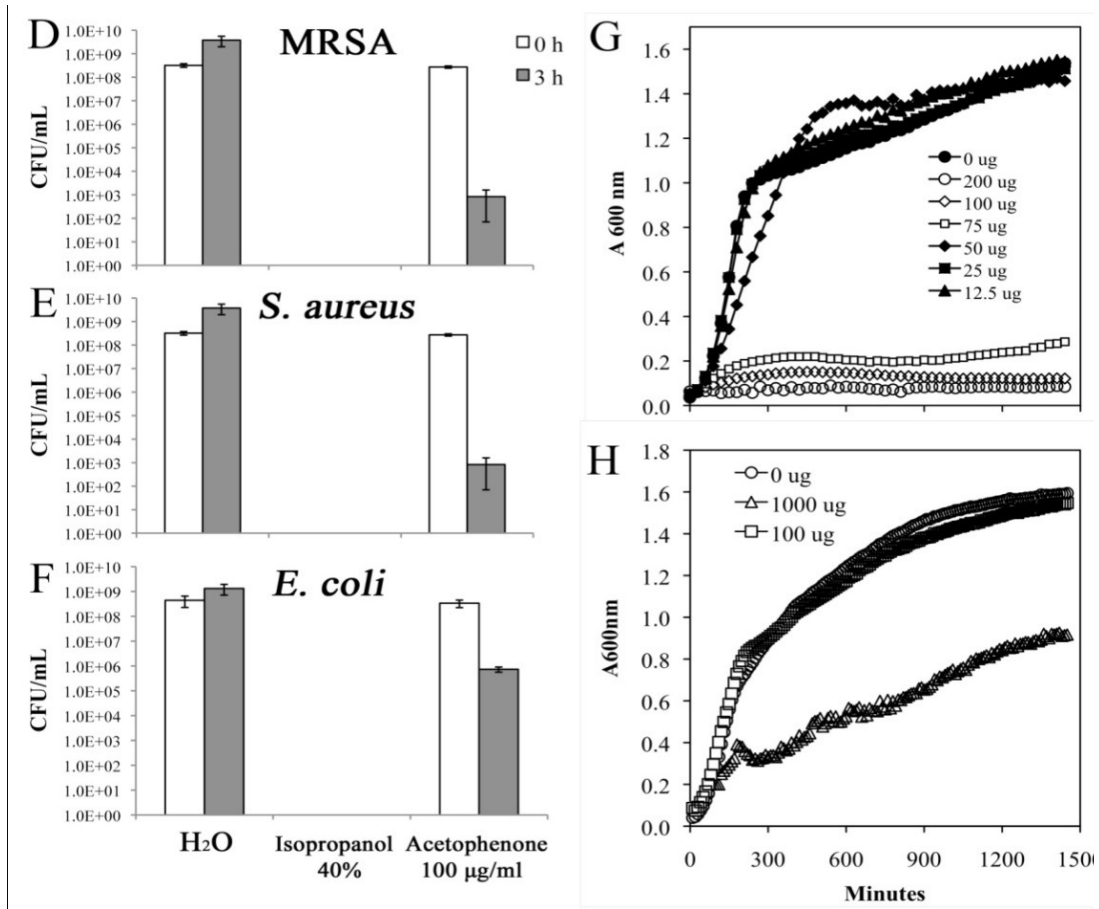 D
MRSA
0 h
3 h
CFU/mL
1.0E+10
1.0E+09
1.0E+08
1.0E+07
1.0E+06
1.0E+05
1.0E+04
1.0E+03
1.0E+02
1.0E+01
1.0E+00
E
S. aureus
CFU/mL
1.0E+10
1.0E+09
1.0E+08
1.0E+07
1.0E+06
1.0E+05
1.0E+04
1.0E+03
1.0E+02
1.0E+01
1.0E+00
F
E. coli
CFU/mL
1.0E+10
1.0E+09
1.0E+08
1.0E+07
1.0E+06
1.0E+05
1.0E+04
1.0E+03
1.0E+02
1.0E+01
1.0E+00
H2O
Isopropanol
40%
Acetophenone
100 µg/ml
G
A 600 nm
1.6
1.4
1.2
1.0
0.8
0.6
0.4
0.2
0.0
0 ug
200 ug
100 ug
75 ug
50 ug
25 ug
12.5 ug
0
300
600
900
1200
1500
H
A600nm
1.8
1.6
1.4
1.2
1.0
0.8
0.6
0.4
0.2
0.0
0 ug
1000 ug
100 ug
0
300
600
900
1200
1500
Minutes